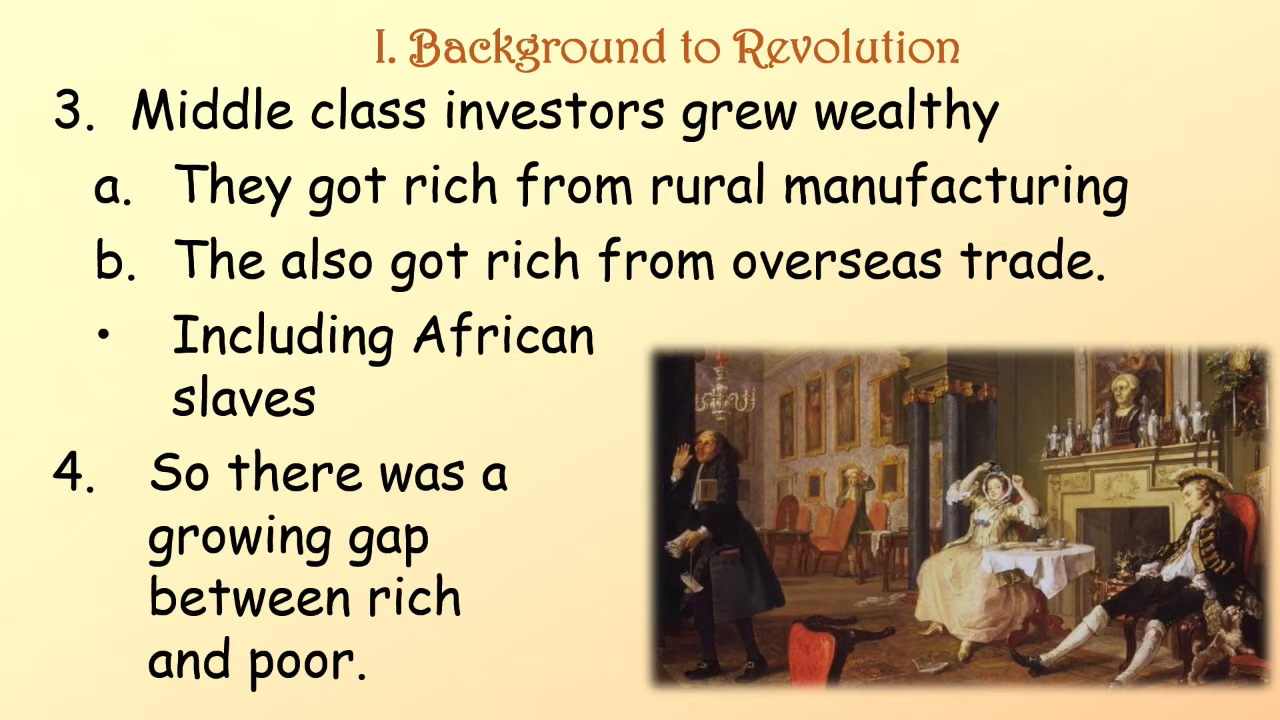 I. Background to Revolution
3. Middle class investors grew wealthy
a. They got rich from rural manufacturing
b. The also got rich from overseas trade.
• Including African
slaves
4. So there was a
growing gap
between rich
and poor.